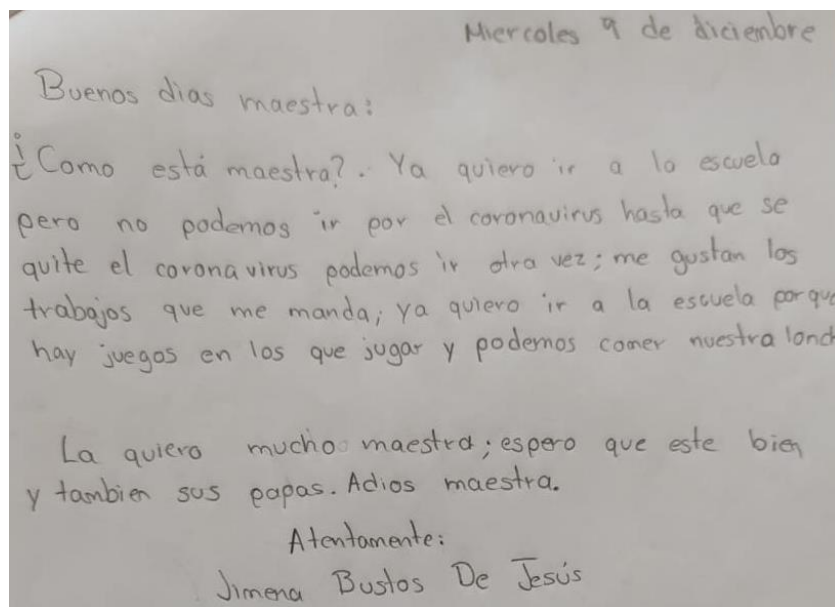 Miercoles 9 de diciembre
Buenos dias maestra:
¿Como está maestra?. Ya quiero ir a la escuela
pero no podemos ir por el coronavirus hasta que se
quite el coronavirus podemos ir otra vez; me gustan los
trabajos que me manda; ya quiero ir a la escuela porque
hay juegos en los que jugar y podemos comer nuestra lonch
La quiero mucho maestra; espero que este bien
y tambien sus papas. Adios maestra.
Atentamente:
Jimena Bustos De Jesús